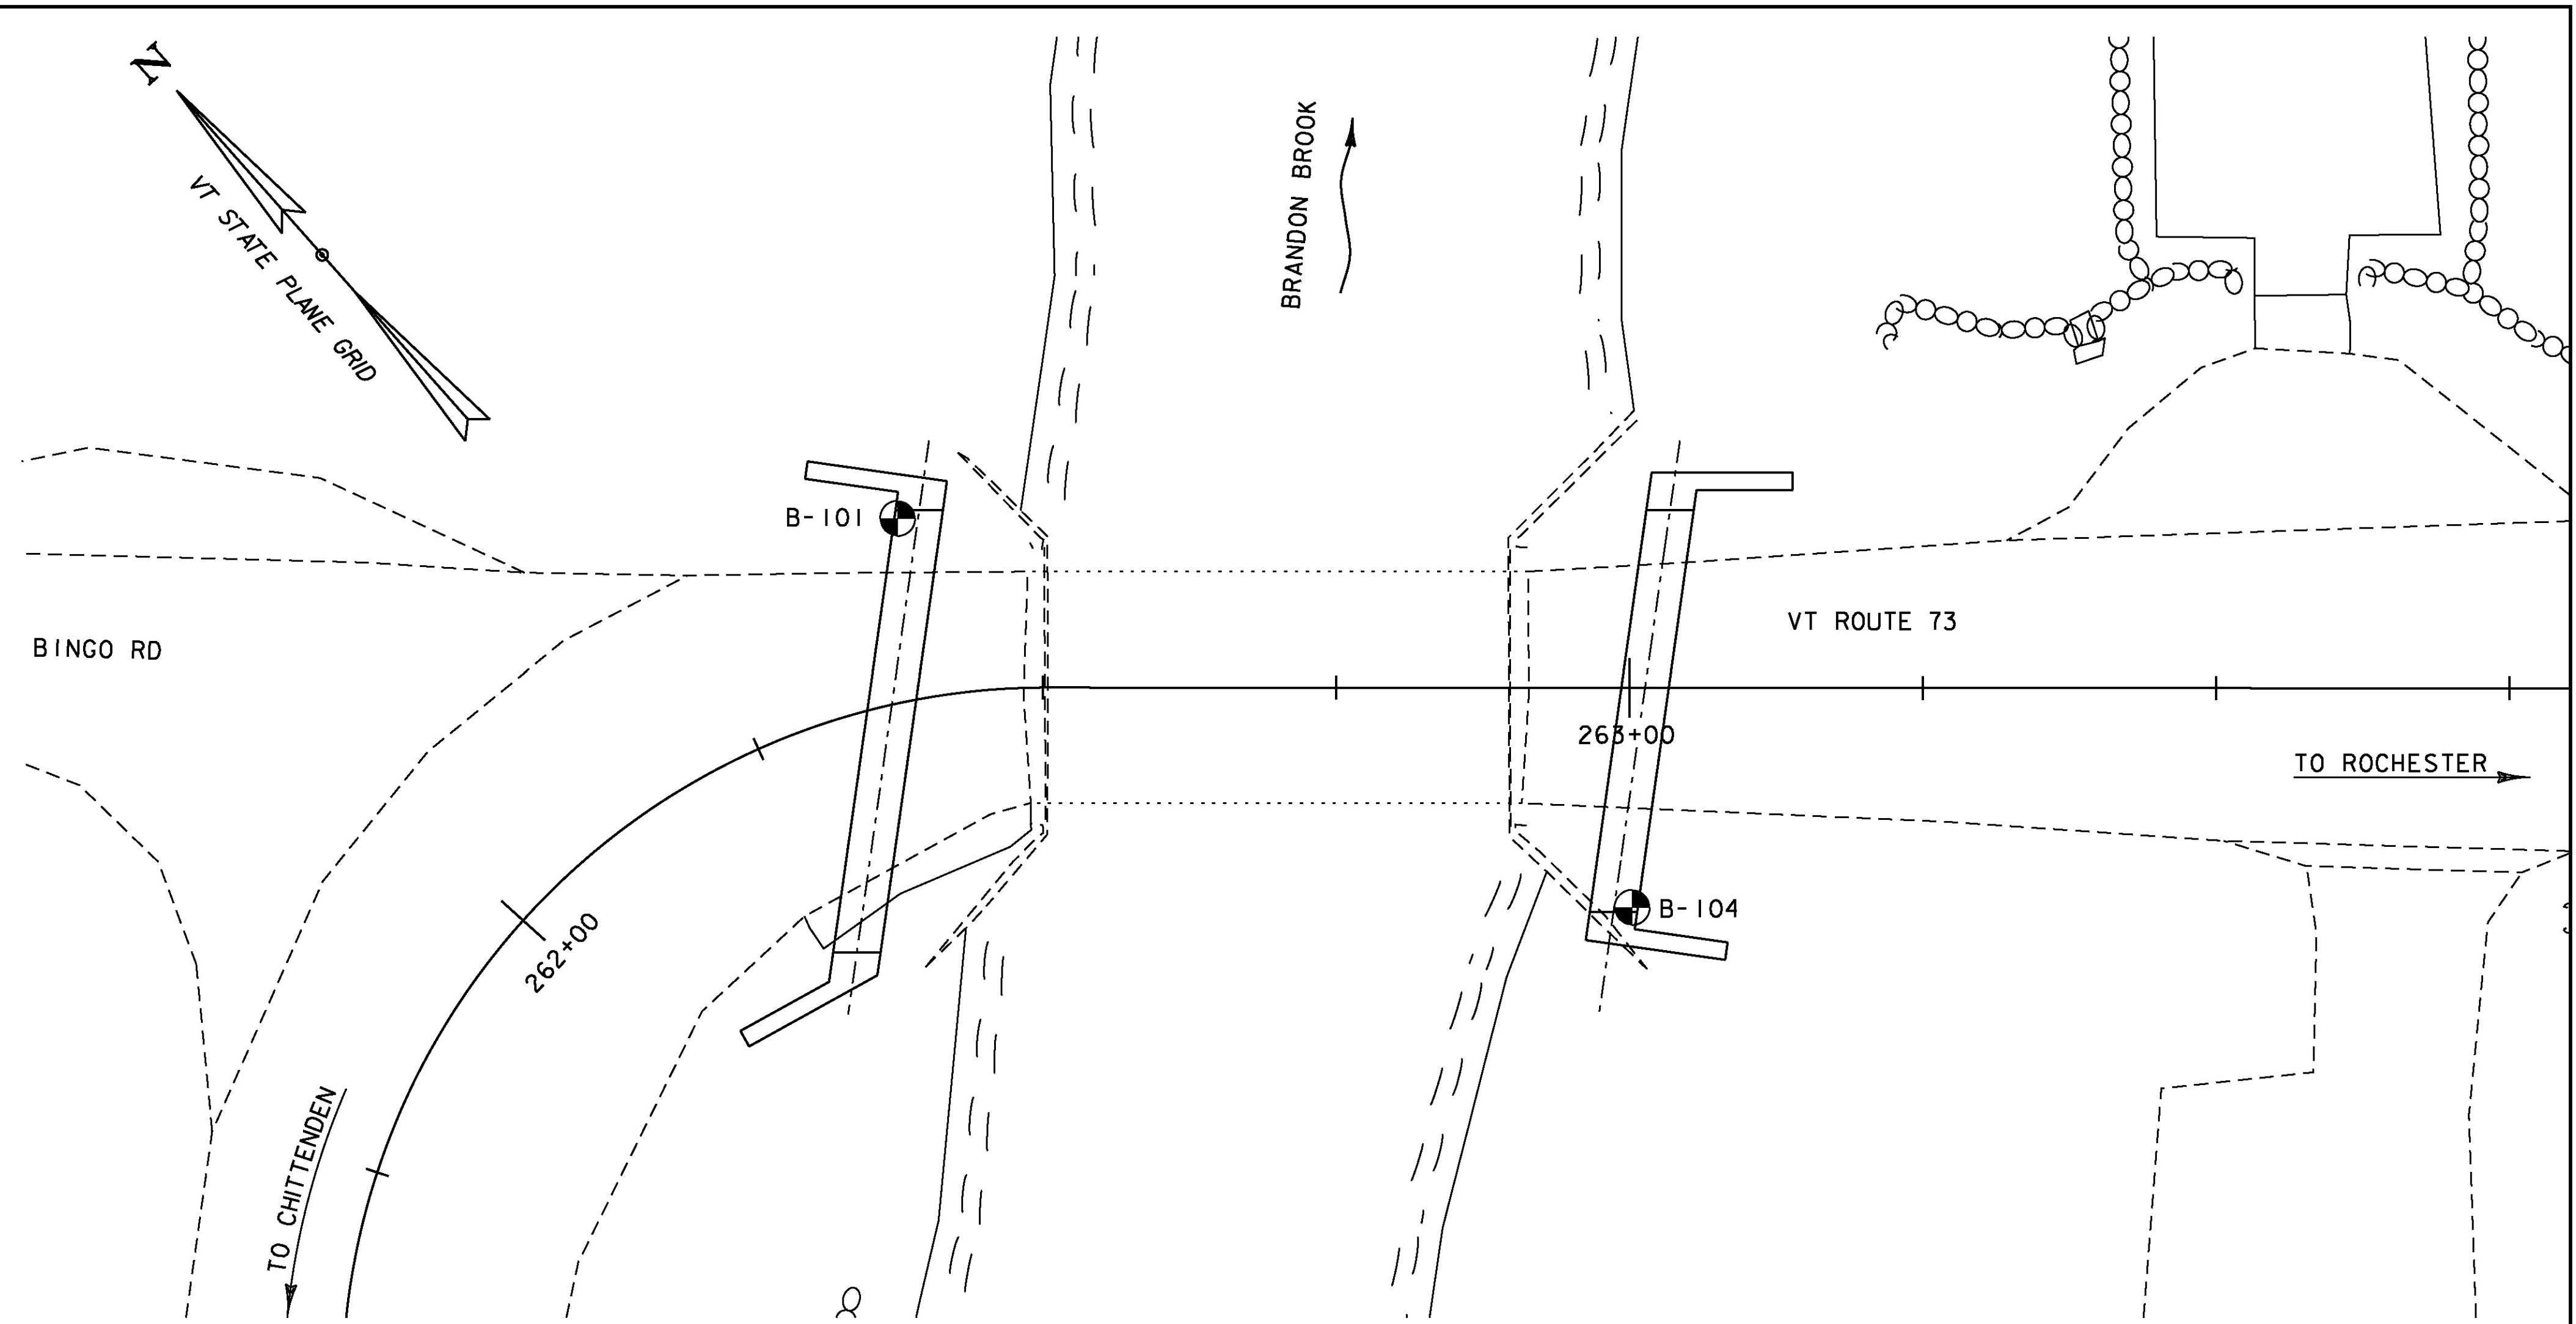 N
VT STATE PLANE GRID
BRANDON BROOK
B-101
BINGO RD
VT ROUTE 73
263+00
TO ROCHESTER
B-104
262+00
TO CHITTENDEN